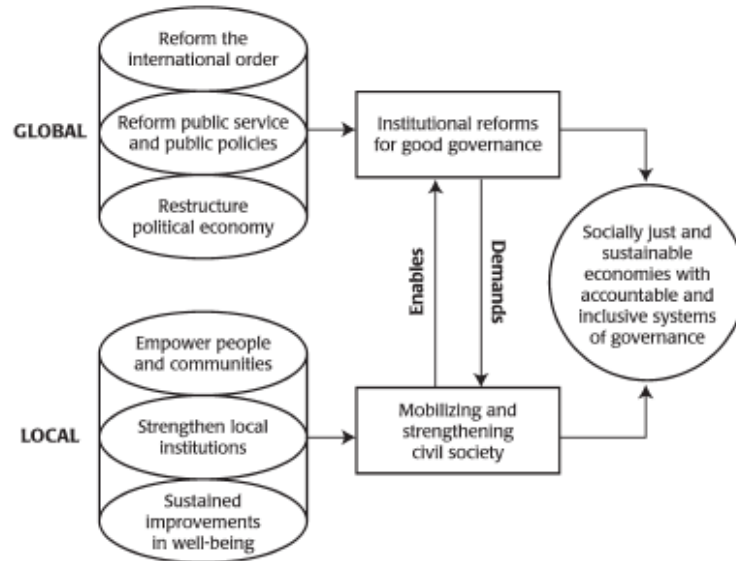 Reform the
international order
GLOBAL
Reform public service
and public policies
Restructure
political economy
Institutional reforms
for good governance
Enables
Demands
Socially just and
sustainable
economies with
accountable and
inclusive systems
of governance
Empower people
and communities
LOCAL
Strengthen local
institutions
Sustained
improvements
in well-being
Mobilizing and
strengthening
civil society